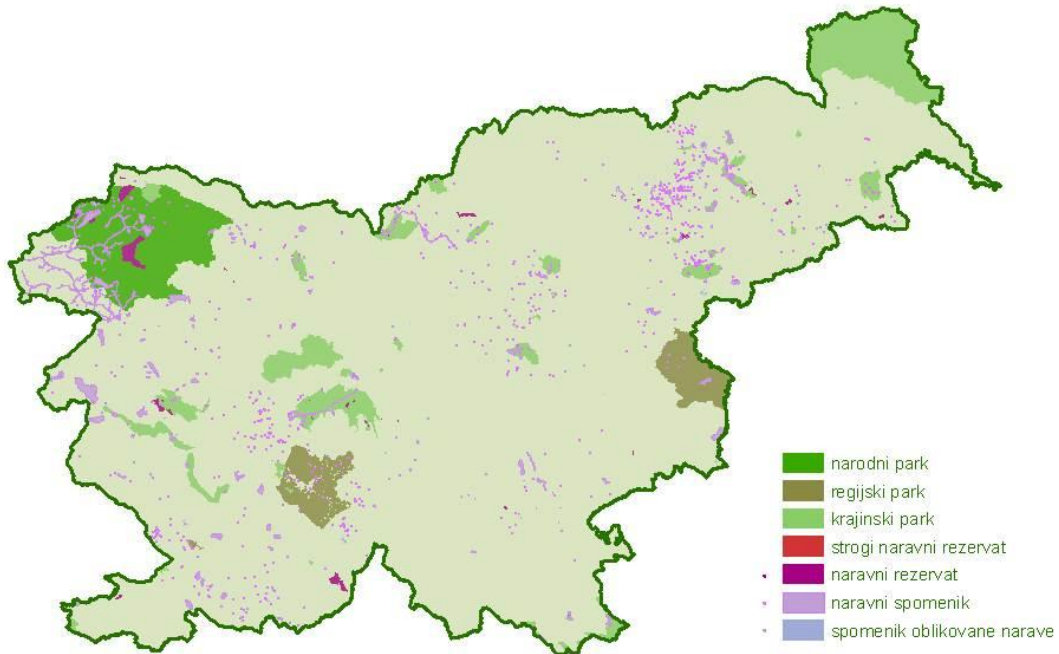 narodni park
regijski park
krajinski park
strogi naravni rezervat
naravni rezervat
naravni spomenik
spomenik oblikovane narave